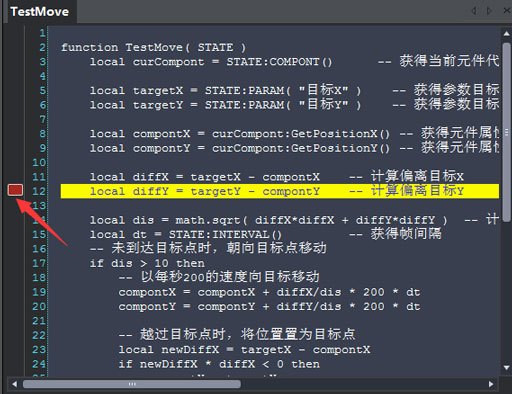 TestMove
1
2 function TestMove( STATE )
3 local curCompont = STATE:COMPONT() -- 获得当前元件代
4
5 local targetX = STATE:PARAM( "目标X" ) -- 获得参数目标
6 local targetY = STATE:PARAM( "目标Y" ) -- 获得参数目标
7
8 local compontX = curCompont:GetPositionX() -- 获得元件属性
9 local compontY = curCompont:GetPositionY() -- 获得元件属性
10
11 local diffX = targetX - compontX -- 计算偏离目标X
12 local diffY = targetY - compontY -- 计算偏离目标Y
13
14 local dis = math.sqrt( diffX*diffX + diffY*diffY ) -- 计
15 local dt = STATE:INTERVAL() -- 获得帧间隔
16 -- 未到达目标点时，朝向目标点移动
17 if dis > 10 then
18 -- 以每秒200的速度向目标移动
19 compontX = compontX + diffX/dis * 200 * dt
20 compontY = compontY + diffY/dis * 200 * dt
21
22 -- 越过目标点时，将位置置为目标点
23 local newDiffX = targetX - compontX
24 if newDiffX * diffX < 0 then